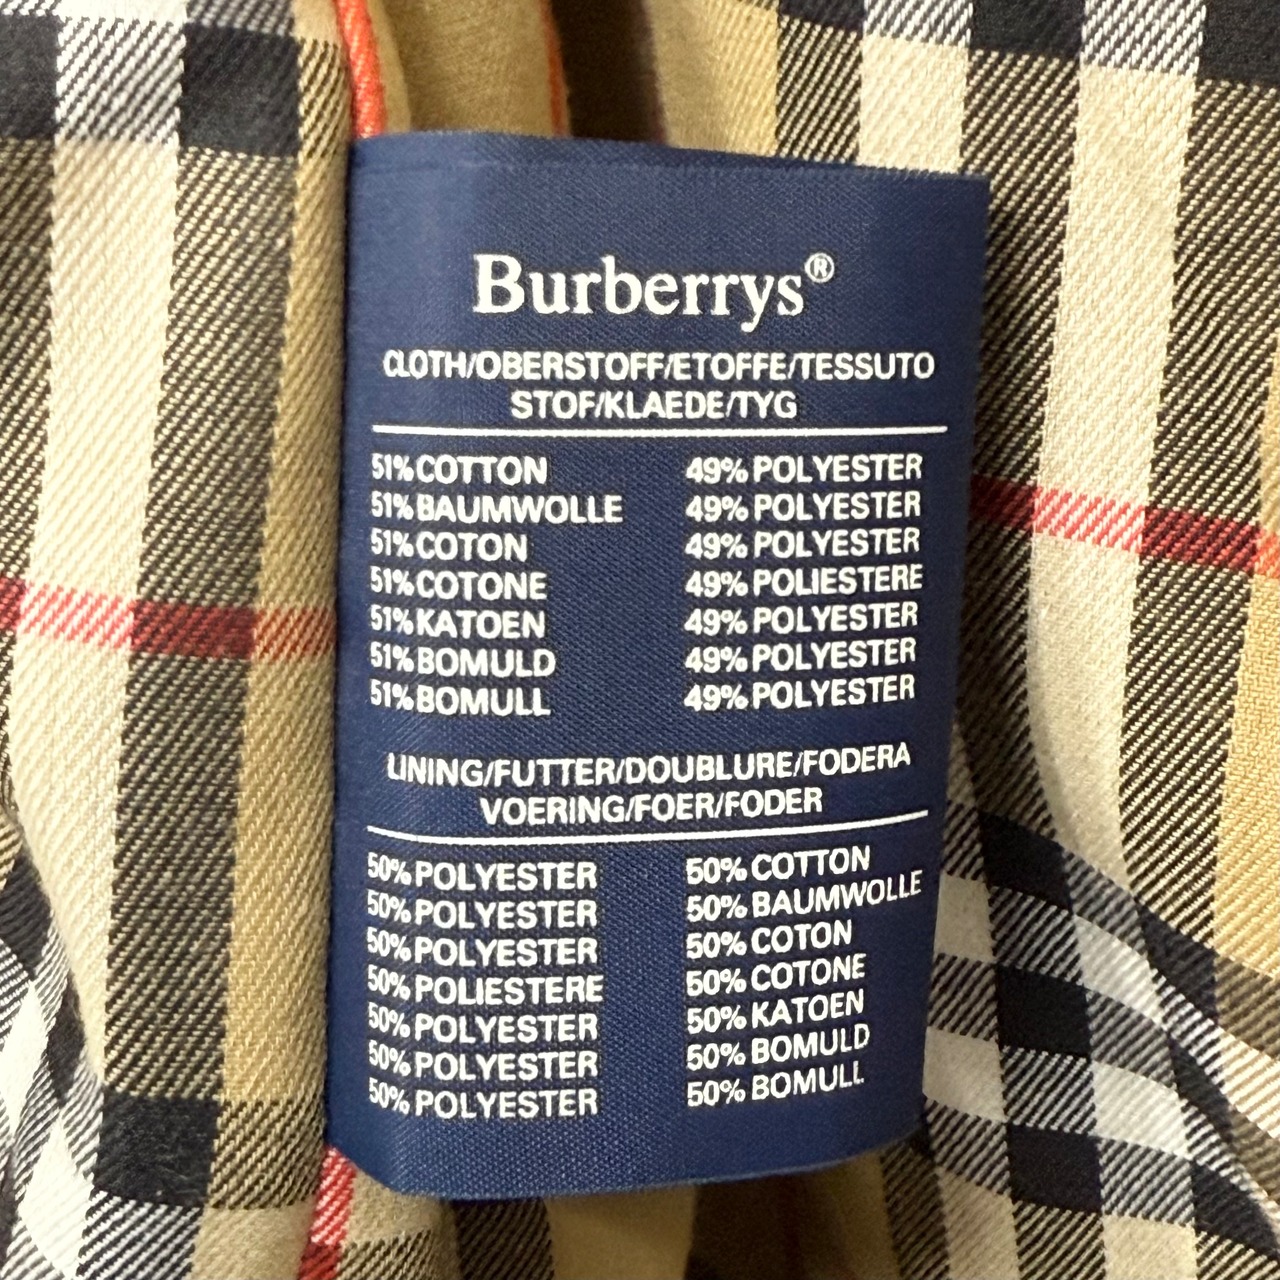 Burberrys®
CLOTH/OBERSTOFF/ETOFFE/TESSUTO
STOF/KLAEDE/TYG
51% COTTON 49% POLYESTER
51% BAUMWOLLE 49% POLYESTER
51% COTON 49% POLYESTER
51% COTONE 49% POLIESTERE
51% KATOEN 49% POLYESTER
51% BOMULD 49% POLYESTER
51% BOMULL 49% POLYESTER
LINING/FUTTER/DOUBLURE/FODERA
VOERING/FOER/FODER
50% POLYESTER 50% COTTON
50% POLYESTER 50% BAUMWOLLE
50% POLYESTER 50% COTON
50% POLIESTERE 50% COTONE
50% POLYESTER 50% KATOEN
50% POLYESTER 50% BOMULD
50% POLYESTER 50% BOMULL